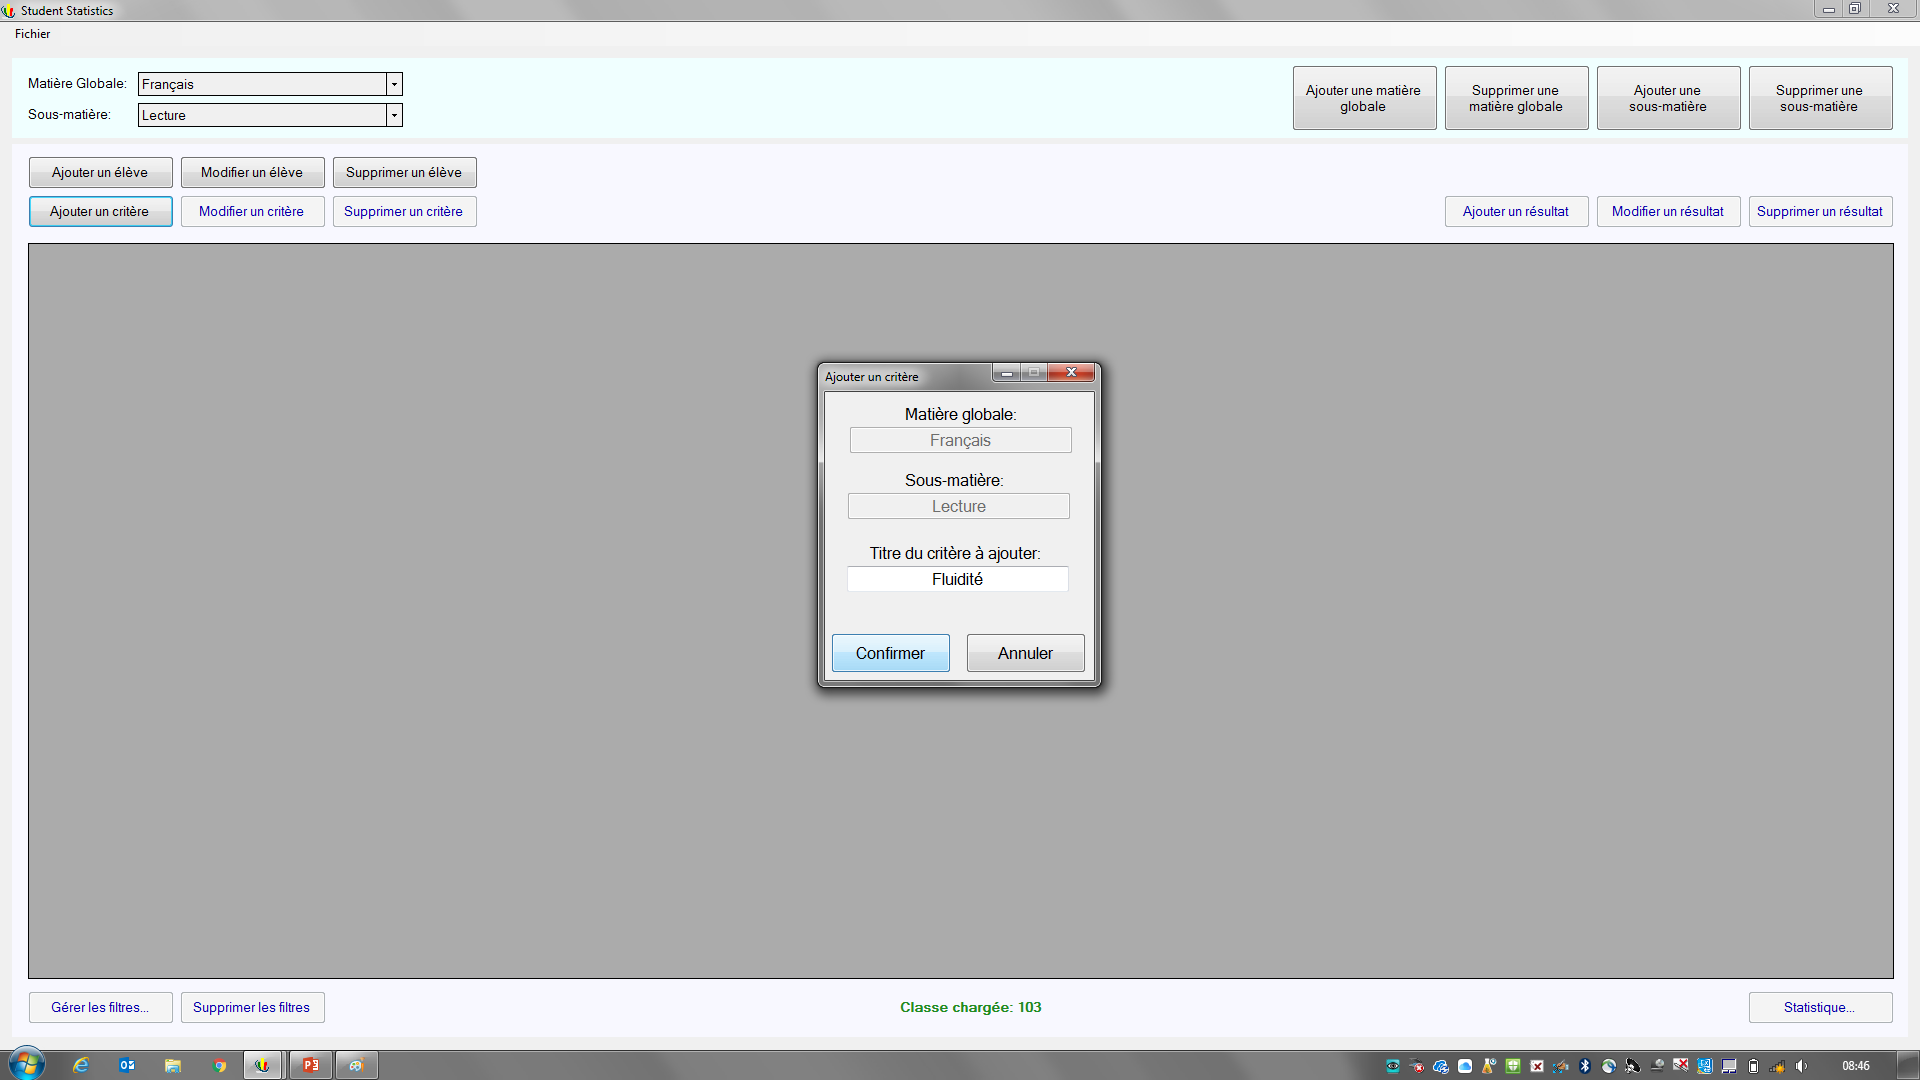 Student Statistics
Fichier
Matière Globale:
Français
Sous-matière:
Lecture
Ajouter une matière
globale
Supprimer une
matière globale
Ajouter une
sous-matière
Supprimer une
sous-matière
Ajouter un élève
Modifier un élève
Supprimer un élève
Ajouter un critère
Modifier un critère
Supprimer un critère
Ajouter un résultat
Modifier un résultat
Supprimer un résultat
Ajouter un critère
Matière globale:
Français
Sous-matière:
Lecture
Titre du critère à ajouter:
Fluidité
Confirmer
Annuler
Gérer les filtres...
Supprimer les filtres
Classe chargée: 103
Statistique...
08:46